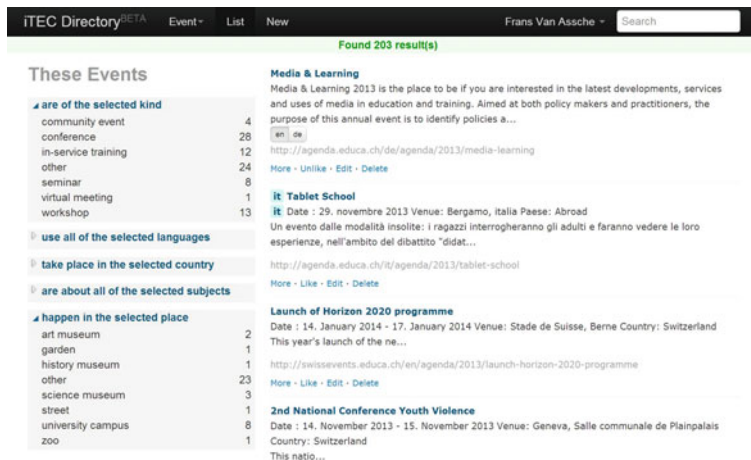 iTEC Directory BETA Event List New Frans Van Assche Search
Found 203 result(s)
These Events
are of the selected kind
community event 4
conference 28
in-service training 12
other 24
seminar 8
virtual meeting 1
workshop 13
use all of the selected languages
take place in the selected country
are about all of the selected subjects
happen in the selected place
art museum 2
garden 1
history museum 1
other 23
science museum 3
street 1
university campus 8
zoo 1
Media & Learning
Media & Learning 2013 is the place to be if you are interested in the latest developments, services
and uses of media in education and training. Aimed at both policy makers and practitioners, the
purpose of this annual event is to identify policies a...
en de
http://agenda.educa.ch/de/agenda/2013/media-learning
More · Unlike · Edit · Delete
it Tablet School
it Date : 29. novembre 2013 Venue: Bergamo, italia Paese: Abroad
Un evento dalle modalità insolite: i ragazzi interrogheranno gli adulti e faranno vedere le loro
esperienze, nell'ambito del dibattito "didat...
http://agenda.educa.ch/it/agenda/2013/tablet-school
More · Like · Edit · Delete
Launch of Horizon 2020 programme
Date : 14. January 2014 - 17. January 2014 Venue: Stade de Suisse, Berne Country: Switzerland
This year's launch of the ne...
http://swissevents.educa.ch/en/agenda/2013/launch-horizon-2020-programme
More · Like · Edit · Delete
2nd National Conference Youth Violence
Date : 14. November 2013 - 15. November 2013 Venue: Geneva, Salle communale de Plainpalais
Country: Switzerland
This natio...